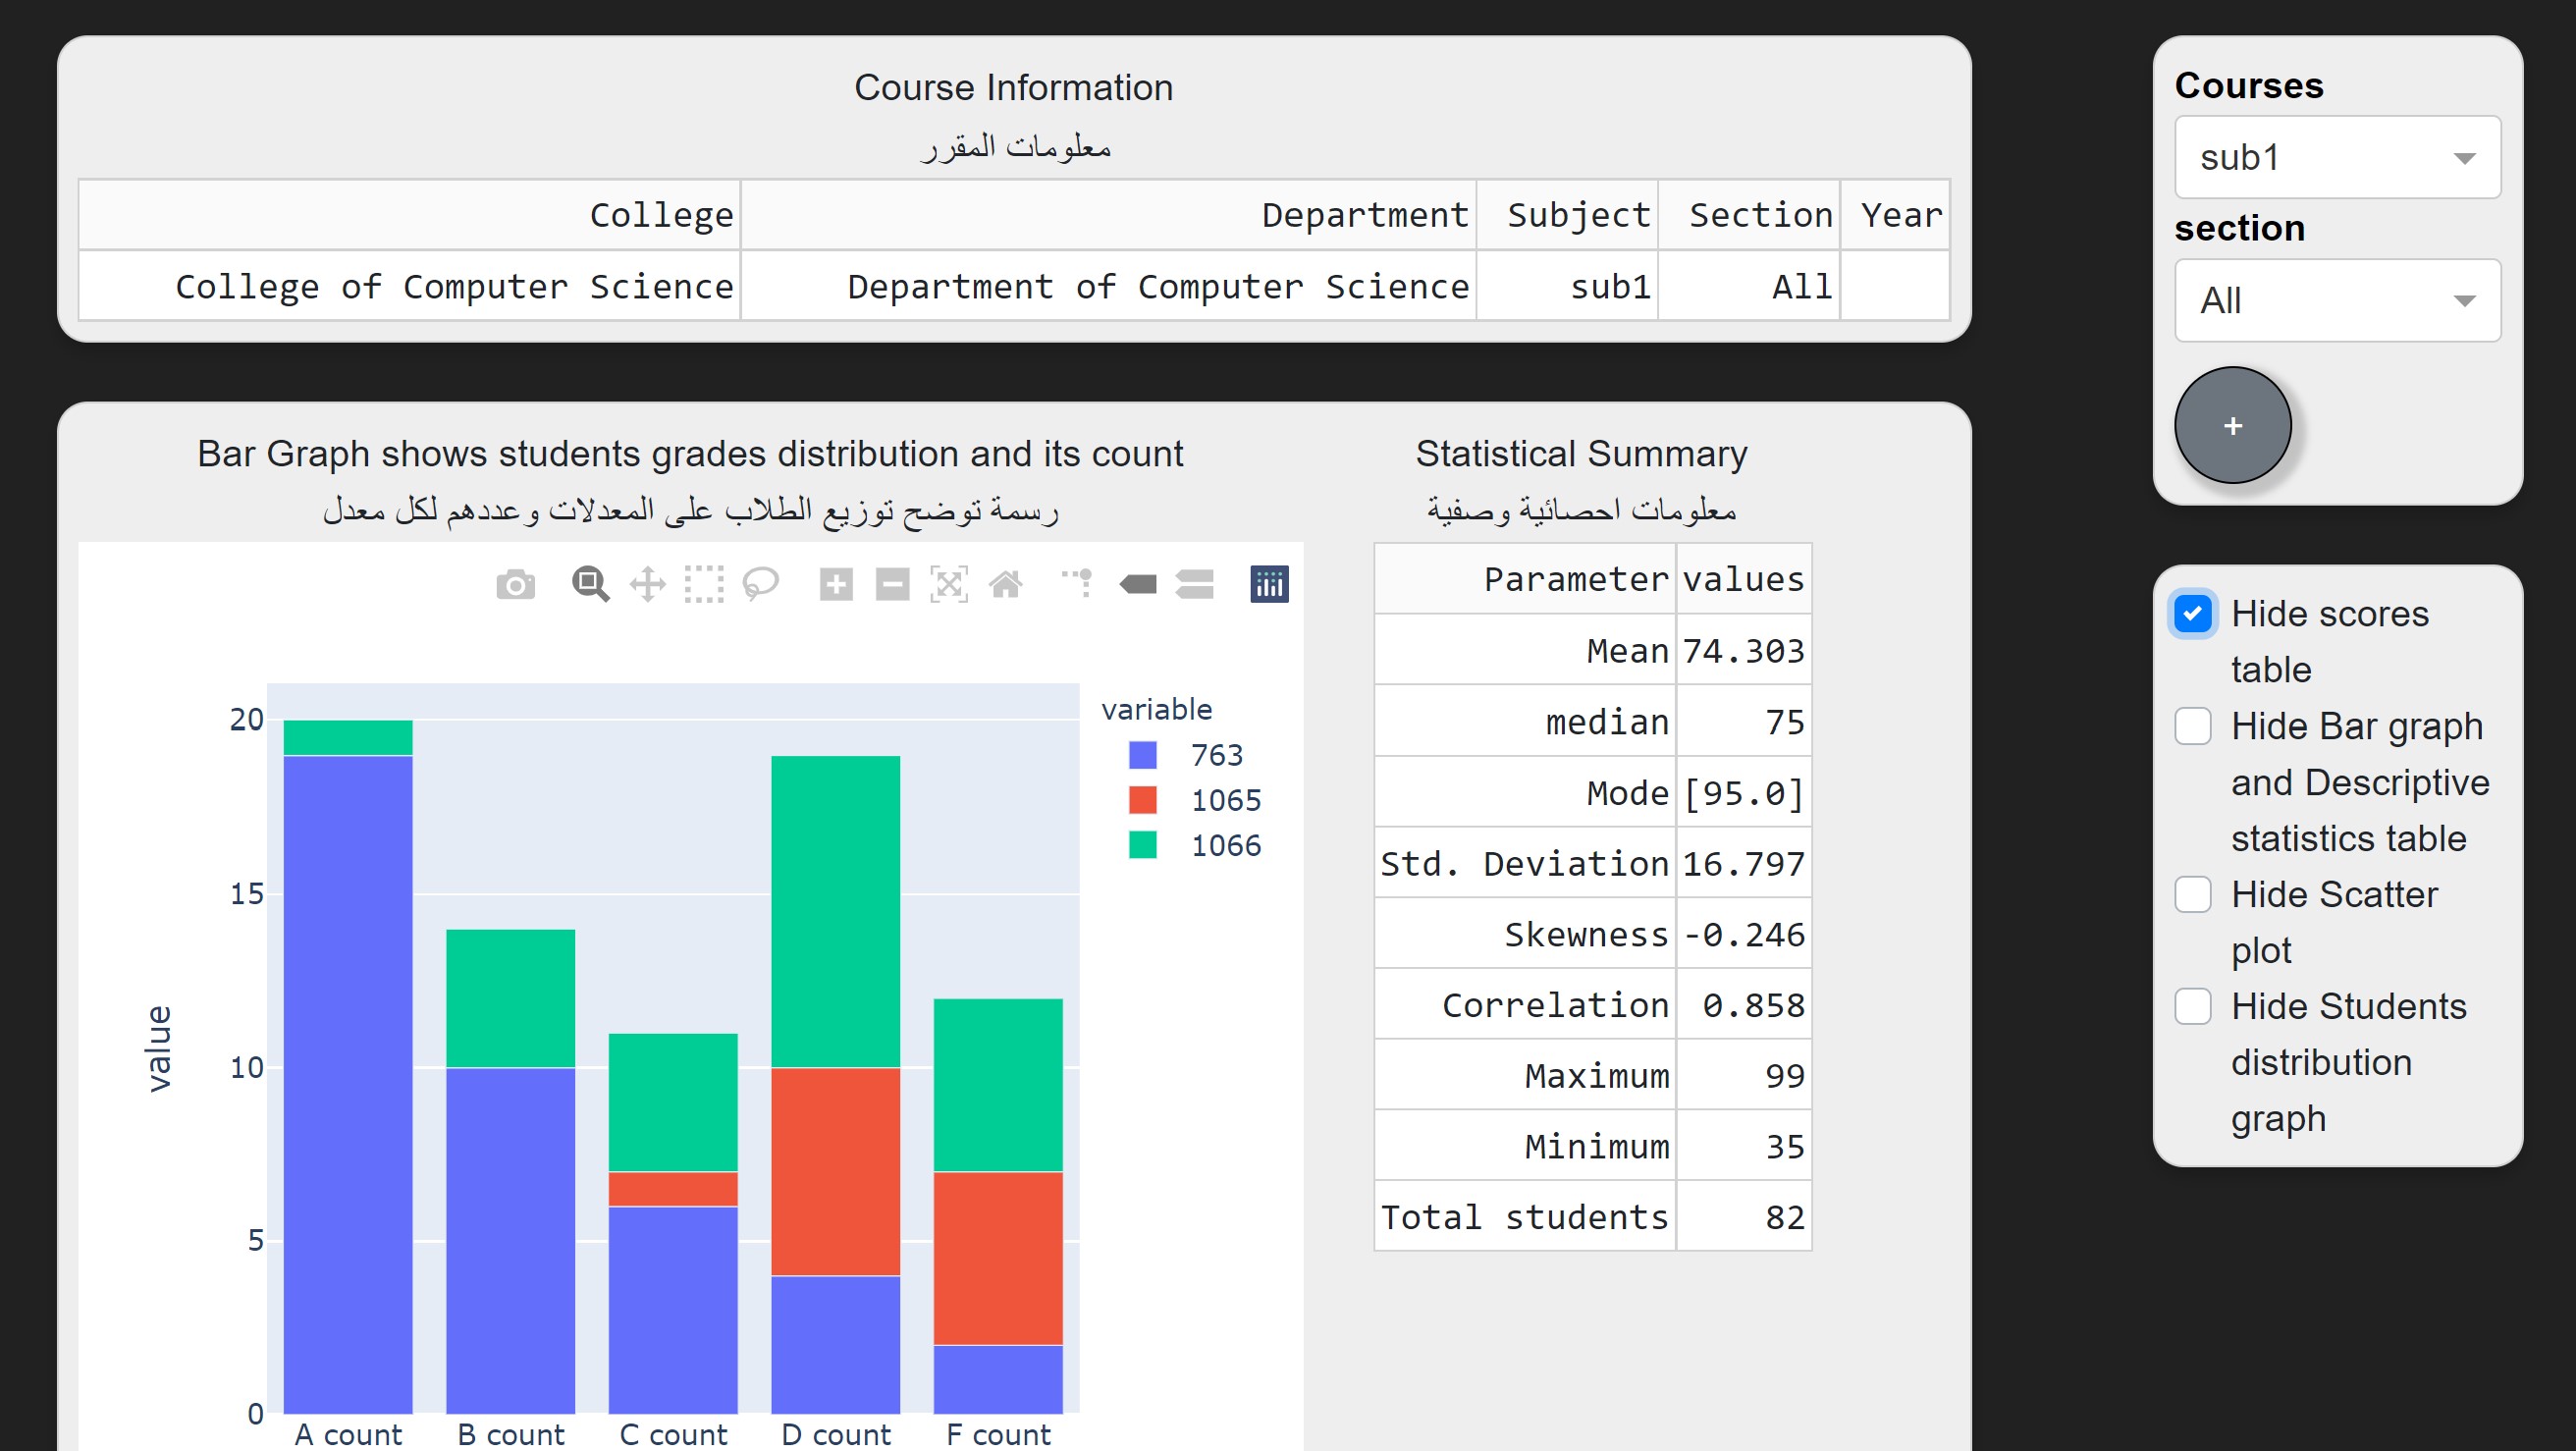 Course Information
معلومات المقرر
College Department Subject Section Year
College of Computer Science Department of Computer Science sub1 All
Bar Graph shows students grades distribution and its count
رسمة توضح توزيع الطلاب على المعدلات وعددهم لكل معدل
20
15
10
5
0
value
A count B count C count D count F count
variable
763
1065
1066
Statistical Summary
معلومات احصائية وصفية
Parameter values
Mean 74.303
median 75
Mode [95.0]
Std. Deviation 16.797
Skewness -0.246
Correlation 0.858
Maximum 99
Minimum 35
Total students 82
Courses
sub1
section
All
+
Hide scores
table
Hide Bar graph
and Descriptive
statistics table
Hide Scatter
plot
Hide Students
distribution
graph